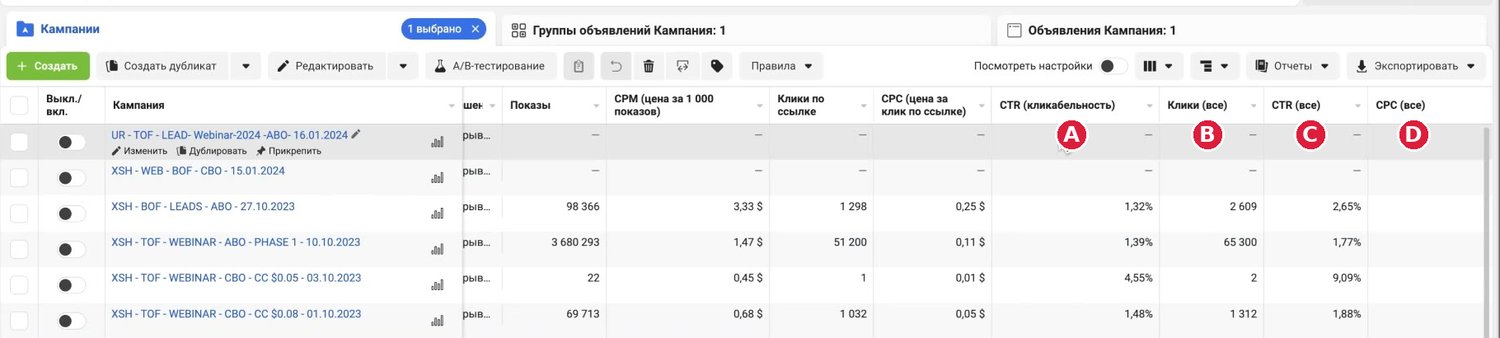 Кампании
1 выбрано
Группы объявлений Кампания: 1
Объявления Кампания: 1
+ Создать
Создать дубликат
Редактировать
А/В-тестирование
Правила
Посмотреть настройки
Отчеты
Экспортировать
Выкл./
вкл.
Кампания
Показы
CPM (цена за 1 000
показов)
Клики по
ссылке
CPC (цена за
клик по ссылке)
CTR (кликабельность)
Клики (все)
CTR (все)
CPC (все)
UR - TOF - LEAD- Webinar-2024 -ABO- 16.01.2024
рыв... — — — — — — —
A B C D
Изменить Дублировать Прикрепить
XSH - WEB - BOF - CBO - 15.01.2024 рыв... — — — — — — —
XSH - BOF - LEADS - ABO - 27.10.2023 рыв... 98 366 3,33 $ 1 298 0,25 $ 1,32% 2 609 2,65%
XSH - TOF - WEBINAR - ABO - PHASE 1 - 10.10.2023 рыв... 3 680 293 1,47 $ 51 200 0,11 $ 1,39% 65 300 1,77%
XSH - TOF - WEBINAR - CBO - CC $0.05 - 03.10.2023 рыв... 22 0,45 $ 1 0,01 $ 4,55% 2 9,09%
XSH - TOF - WEBINAR - CBO - CC $0.08 - 01.10.2023 рыв... 69 713 0,68 $ 1 032 0,05 $ 1,48% 1 312 1,88%